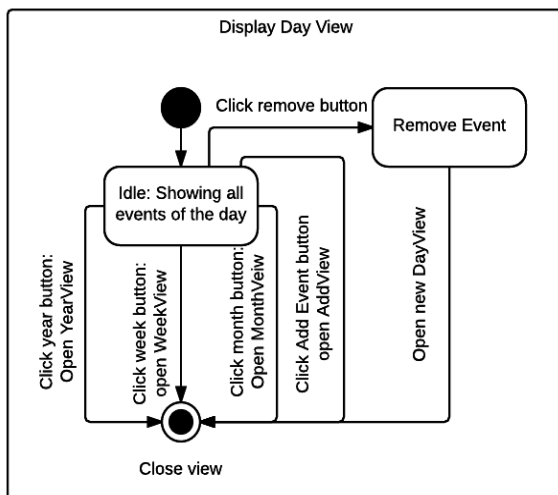 Display Day View
Click remove button
Remove Event
Idle: Showing all
events of the day
Click year button:
Open YearView
Click week button:
open WeekView
Click month button:
Open MonthVeiw
Click Add Event button
open AddView
Open new DayView
Close view